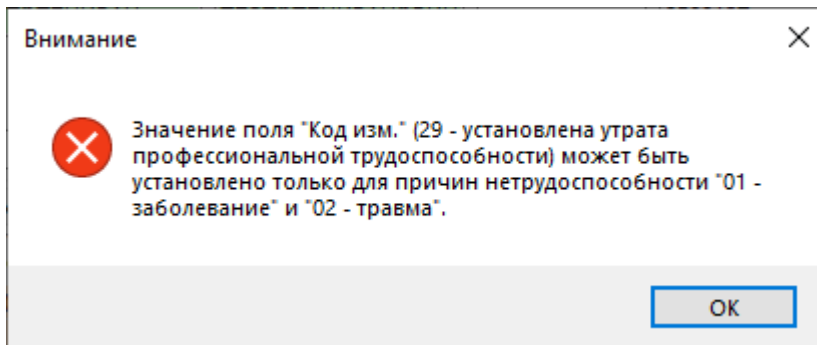 Внимание
Значение поля "Код изм." (29 - установлена утрата
профессиональной трудоспособности) может быть
установлено только для причин нетрудоспособности "01 -
заболевание" и "02 - травма".
ОК